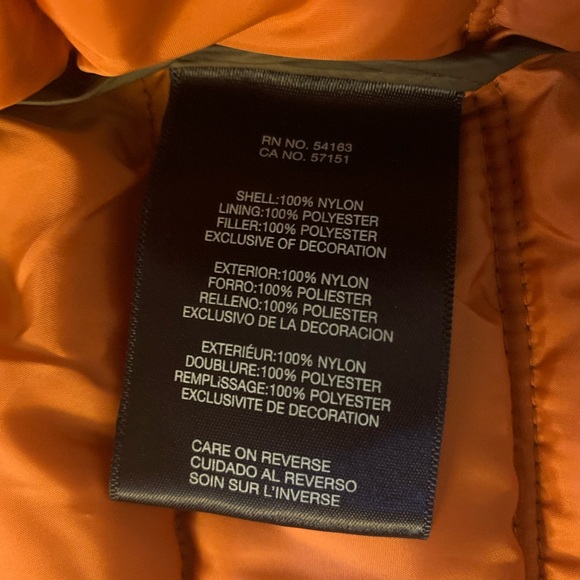 RN NO. 54163
CA NO. 57151
SHELL:100% NYLON
LINING:100% POLYESTER
FILLER:100% POLYESTER
EXCLUSIVE OF DECORATION
EXTERIOR:100% NYLON
FORRO:100% POLIESTER
RELLENO:100% POLIESTER
EXCLUSIVO DE LA DECORACION
EXTERIÉUR:100% NYLON
DOUBLURE:100% POLYESTER
REMPLiSSAGE:100% POLYESTER
EXCLUSIVITE DE DECORATION
CARE ON REVERSE
CUIDADO AL REVERSO
SOIN SUR L'INVERSE